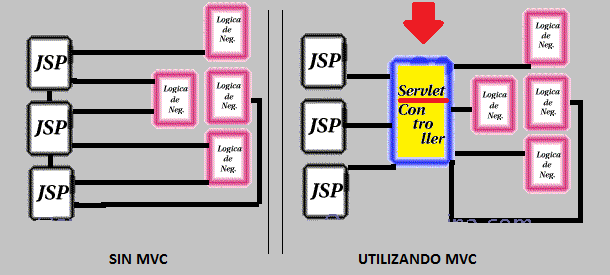 JSP
JSP
JSP
Logica
de
Neg.
Logica
de
Neg.
Logica
de
Neg.
Logica
de
Neg.
SIN MVC
JSP
JSP
JSP
Servlet
Con
tro
ller
Logica
de
Neg.
Logica
de
Neg.
Logica
de
Neg.
Logica
de
Neg.
UTILIZANDO MVC